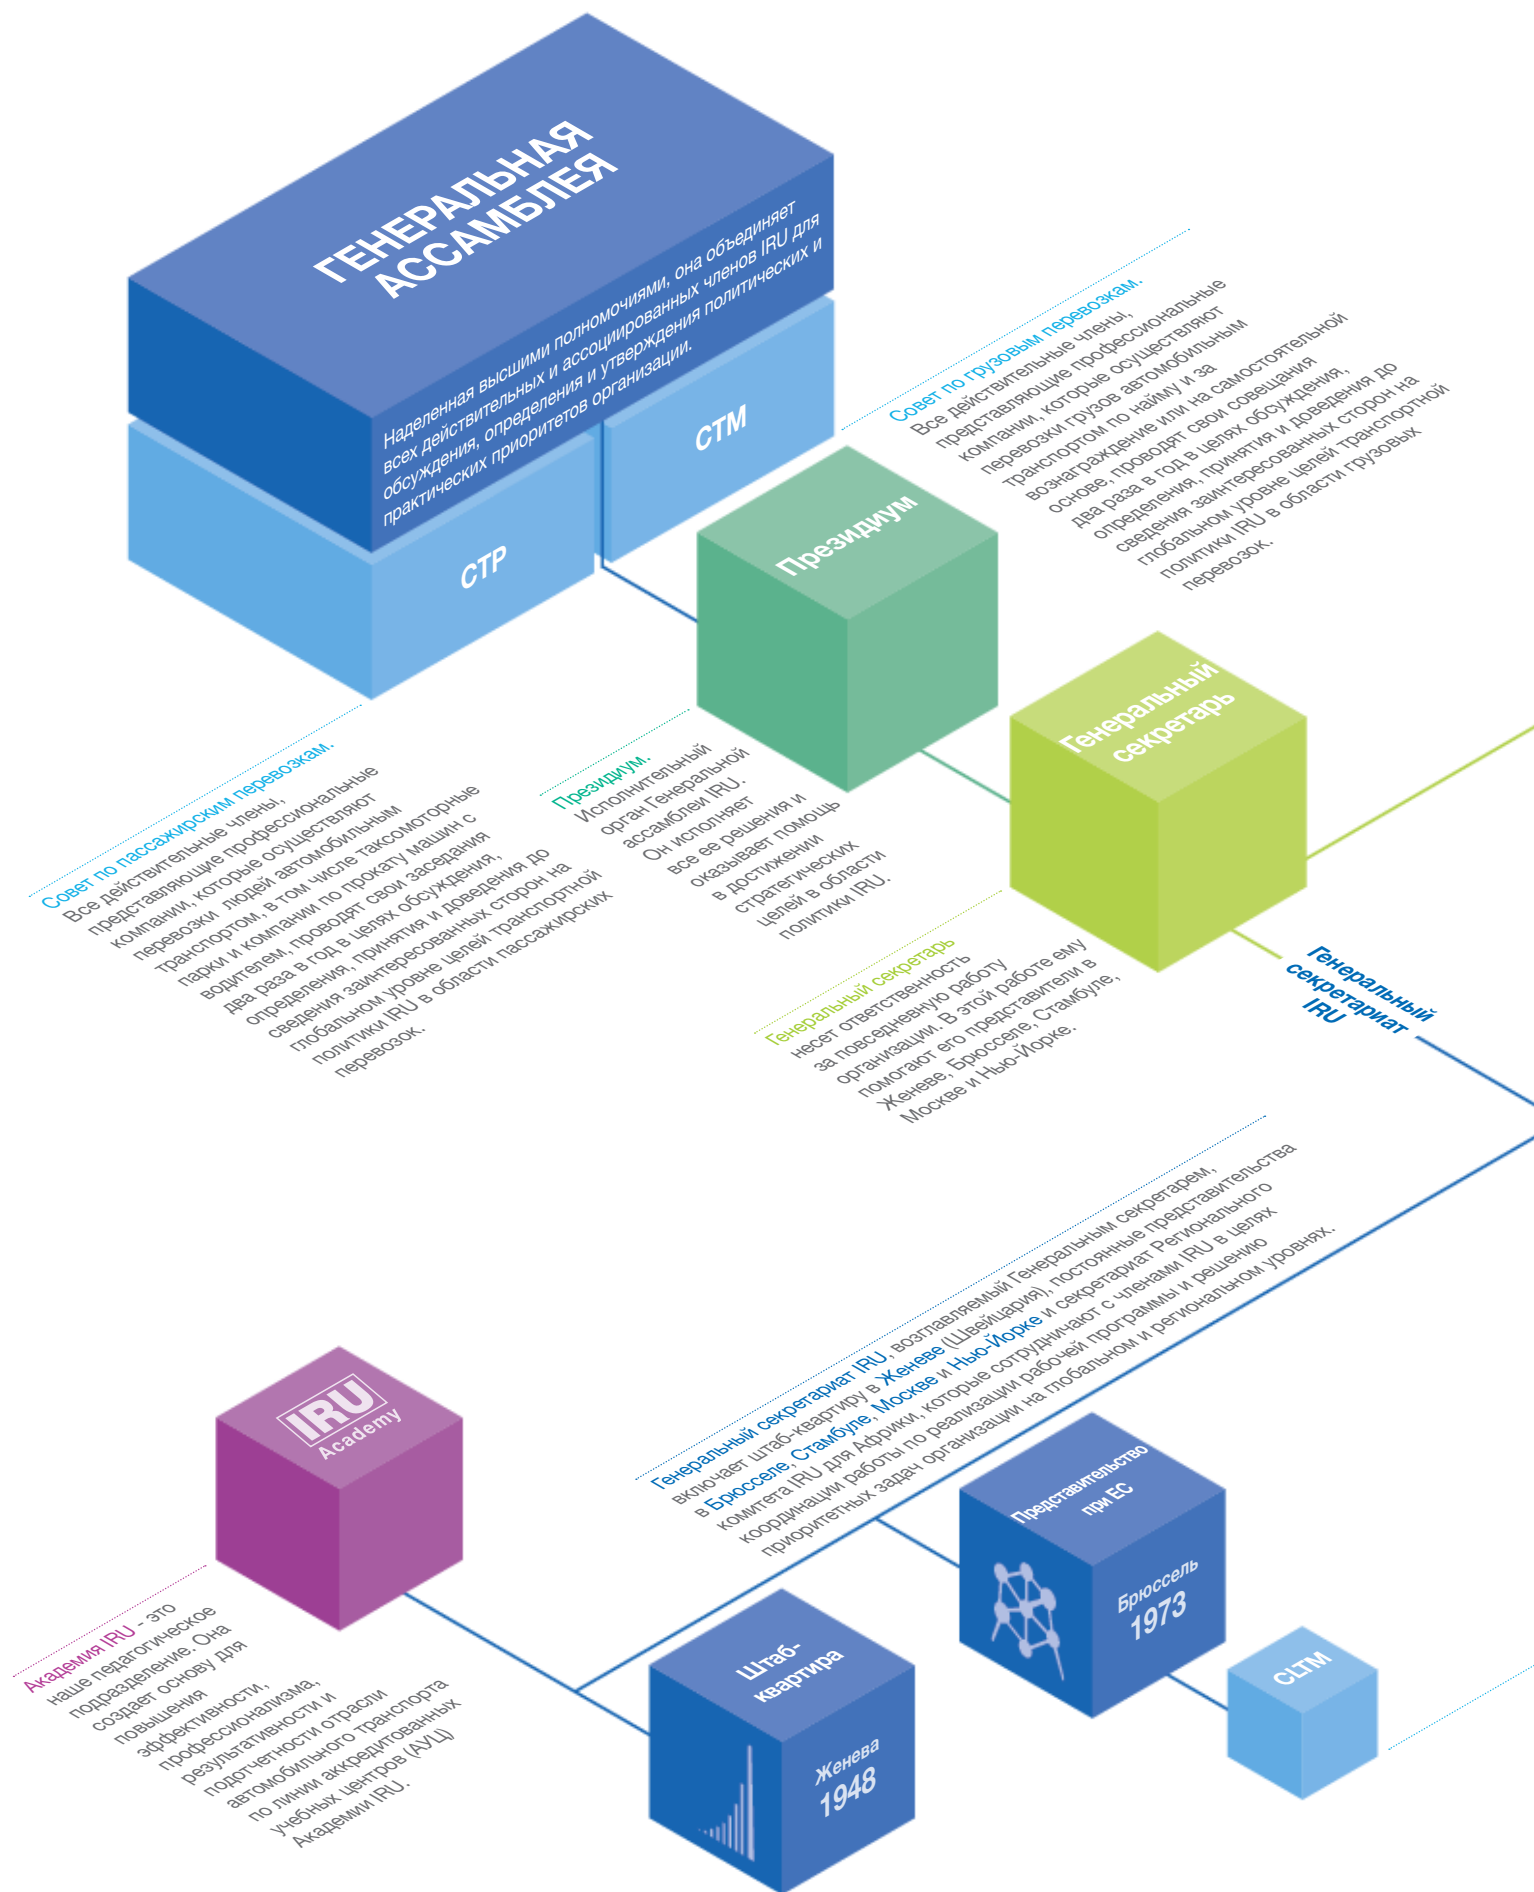 ГЕНЕРАЛЬНАЯ
АССАМБЛЕЯ
Наделенная высшими полномочиями, она объединяет
всех действительных и ассоциированных членов IRU для
обсуждения, определения и утверждения политических и
практических приоритетов организации.
CTM
CTP
Совет по грузовым перевозкам.
Все действительные члены,
представляющие профессиональные
компании, которые осуществляют
перевозки грузов автомобильным
транспортом по найму и за
вознаграждение или на самостоятельной
основе, проводят свои совещания
два раза в год в целях обсуждения,
определения, принятия и доведения до
сведения заинтересованных сторон на
глобальном уровне целей транспортной
политики IRU в области грузовых
перевозок.
Президиум
Генеральный
секретарь
Совет по пассажирским перевозкам.
Все действительные члены,
представляющие профессиональные
компании, которые осуществляют
перевозки людей автомобильным
транспортом, в том числе таксомоторные
парки и компании по прокату машин с
водителем, проводят свои заседания
два раза в год в целях обсуждения,
определения, принятия и доведения до
сведения заинтересованных сторон на
глобальном уровне целей транспортной
политики IRU в области пассажирских
перевозок.
Президиум.
Исполнительный
орган Генеральной
ассамблеи IRU.
Он исполняет
все ее решения и
оказывает помощь
в достижении
стратегических
целей в области
политики IRU.
Генеральный секретарь
несет ответственность
за повседневную работу
организации. В этой работе ему
помогают его представители в
Женеве, Брюсселе, Стамбуле,
Москве и Нью-Йорке.
Генеральный
секретариат
IRU
Генеральный секретариат IRU, возглавляемый Генеральным секретарем,
включает штаб-квартиру в Женеве (Швейцария), постоянные представительства
в Брюсселе, Стамбуле, Москве и Нью-Йорке и секретариат Регионального
комитета IRU для Африки, которые сотрудничают с членами IRU в целях
координации работы по реализации рабочей программы и решению
приоритетных задач организации на глобальном и региональном уровнях.
IRU
Academy
Академия IRU - это
наше педагогическое
подразделение. Она
создает основу для
повышения
эффективности,
профессионализма,
результативности и
подотчетности отрасли
автомобильного транспорта
по линии аккредитованных
учебных центров (АУЦ)
Академии IRU.
Представительство
при ЕС
Брюссель
1973
Штаб-
квартира
Женева
1948
CLTM